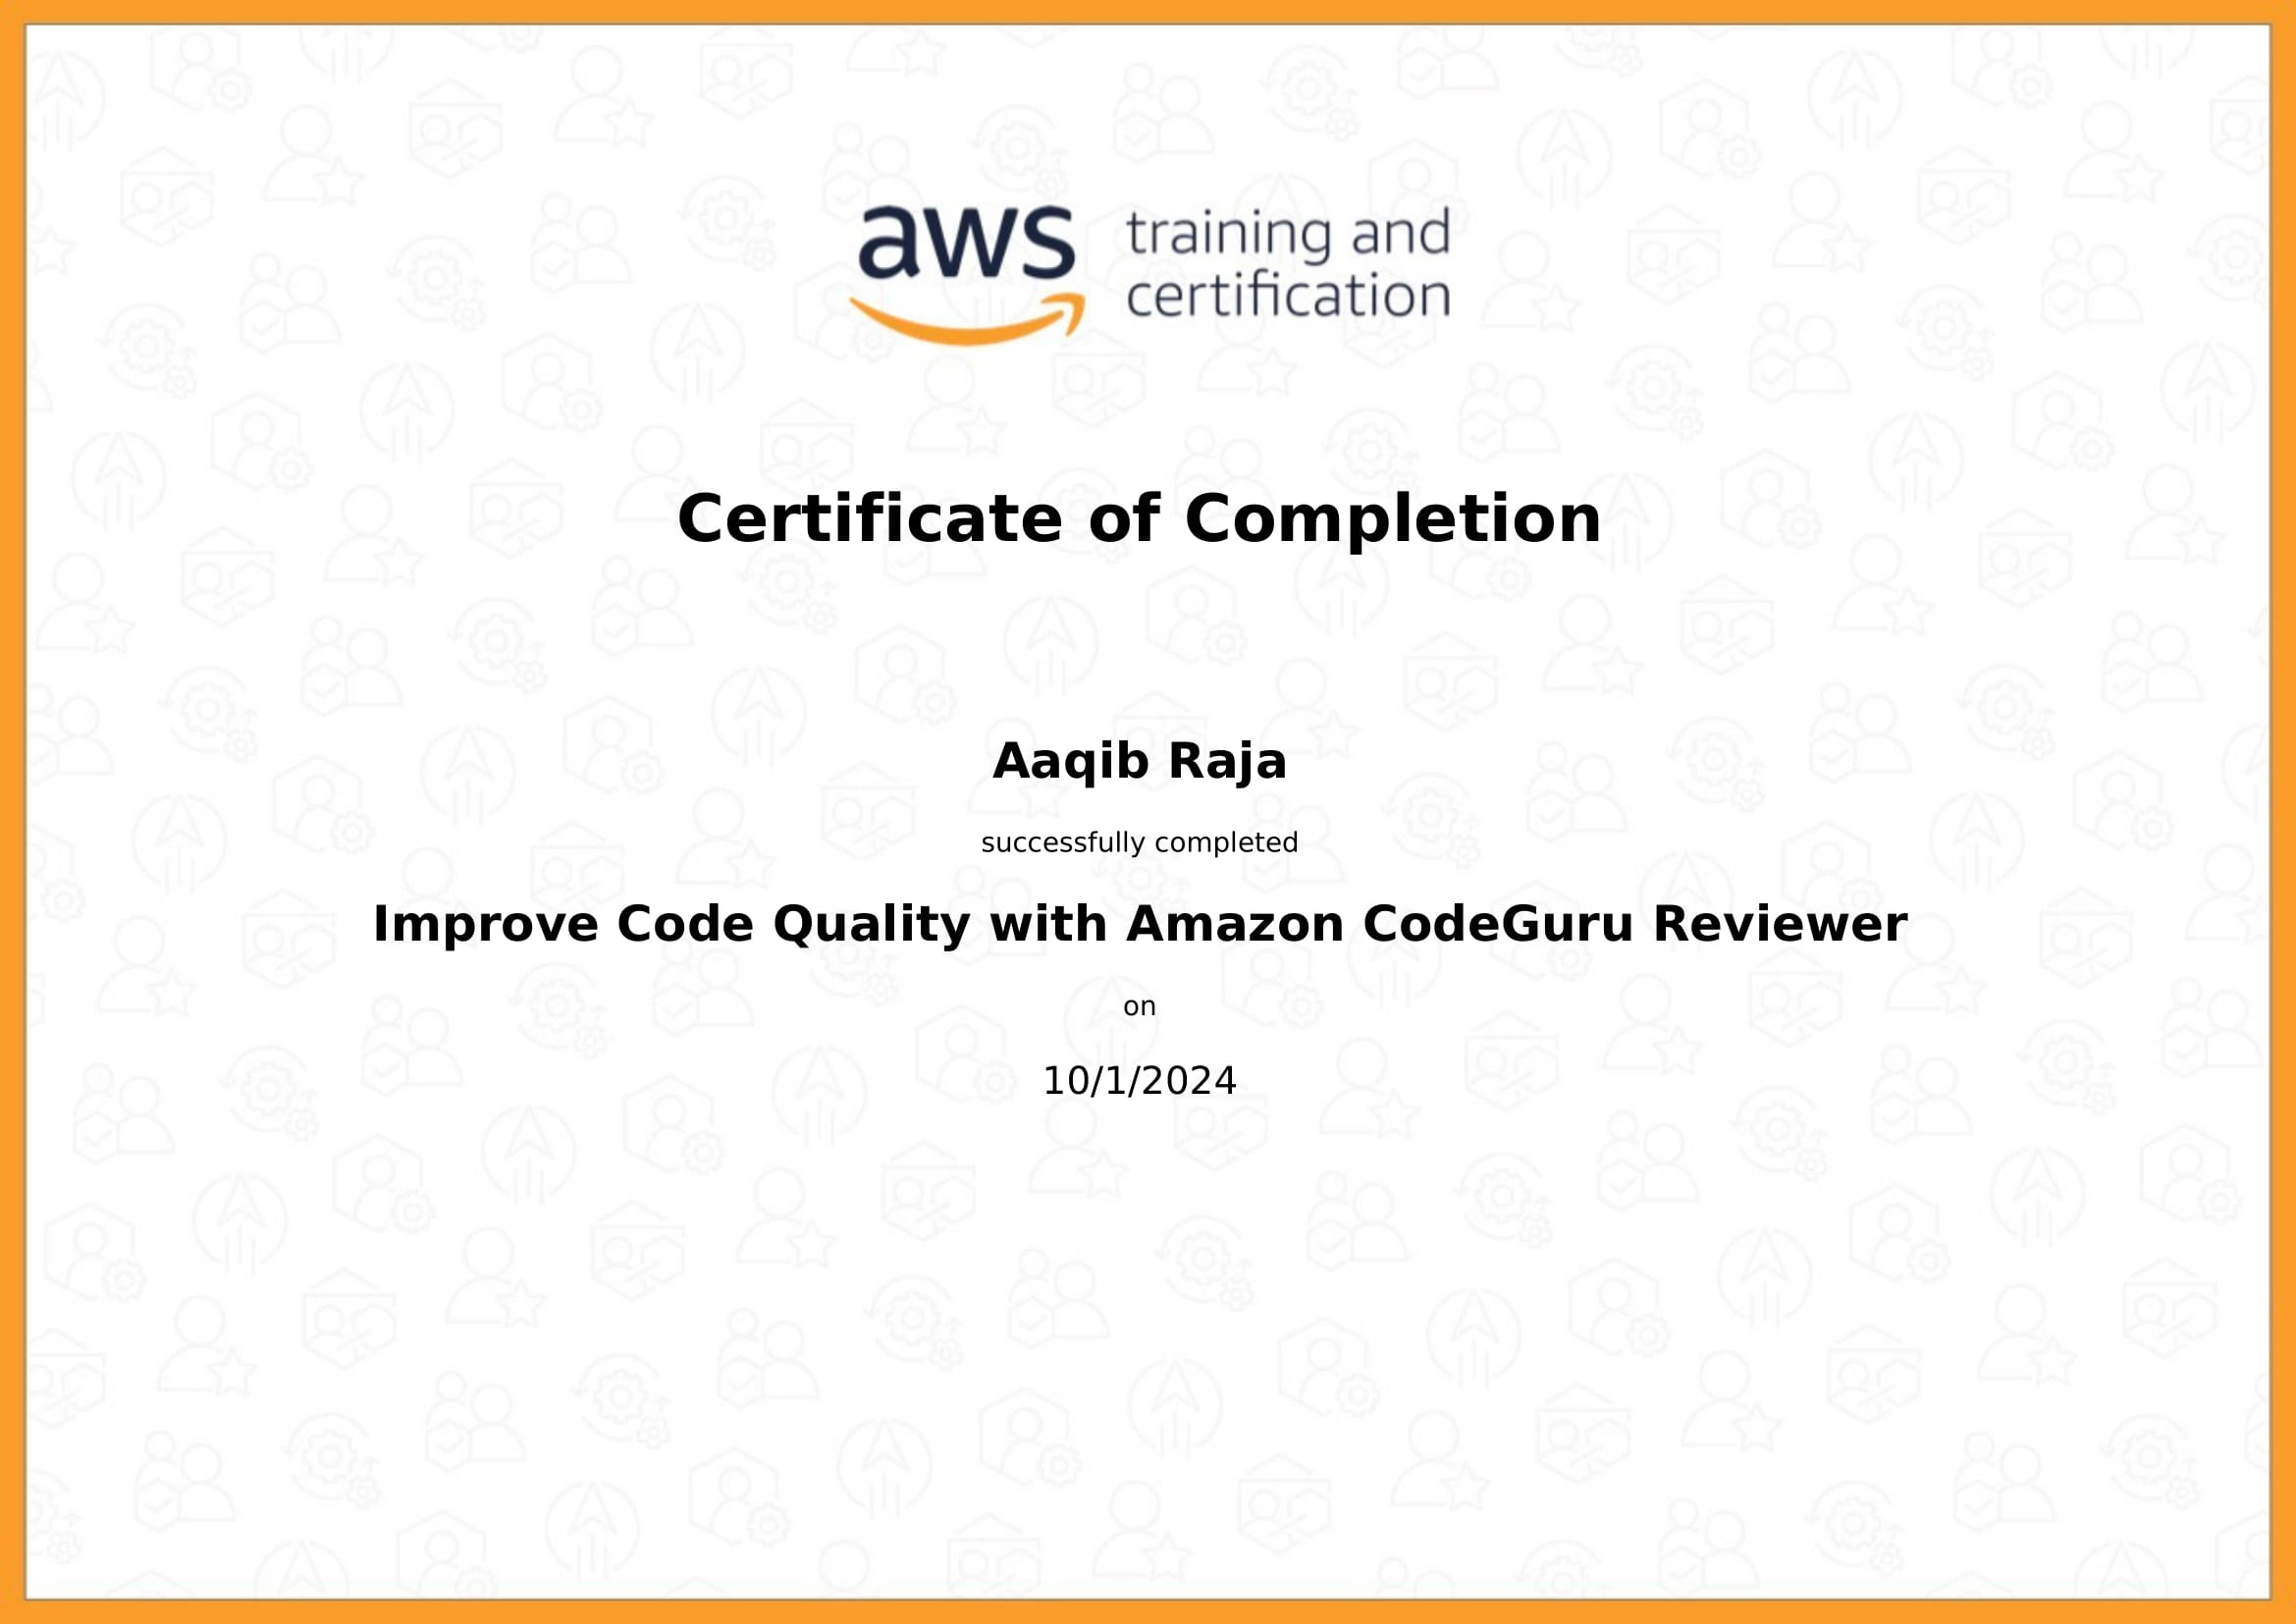 aws training and
certification
Certificate of Completion
Aaqib Raja
successfully completed
Improve Code Quality with Amazon CodeGuru Reviewer
on
10/1/2024